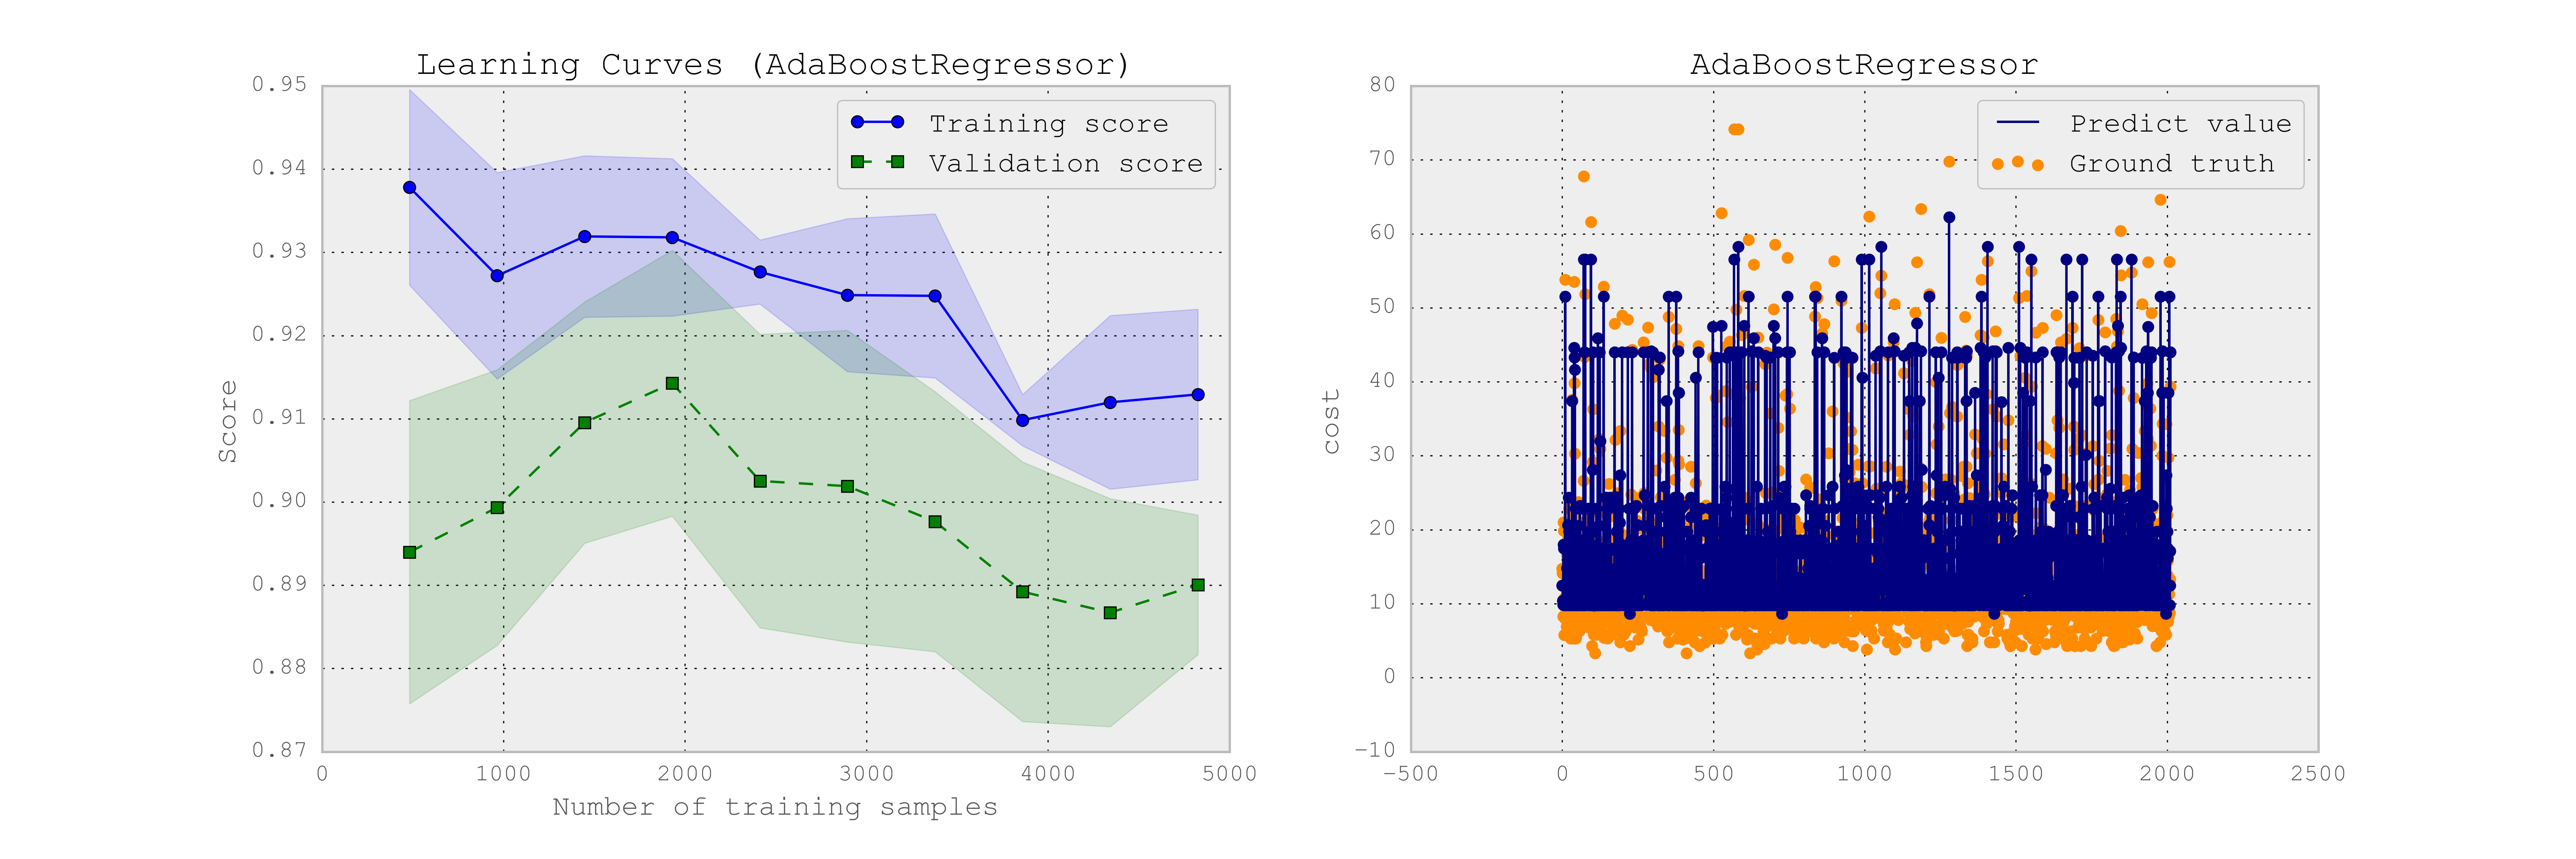 Learning Curves (AdaBoostRegressor)
0.95
0.94
0.93
0.92
0.91
0.90
0.89
0.88
0.87
Score
Training score
Validation score
0 1000 2000 3000 4000 5000
Number of training samples
AdaBoostRegressor
80
70
60
50
40
30
20
10
0
−10
cost
Predict value
Ground truth
−500 0 500 1000 1500 2000 2500